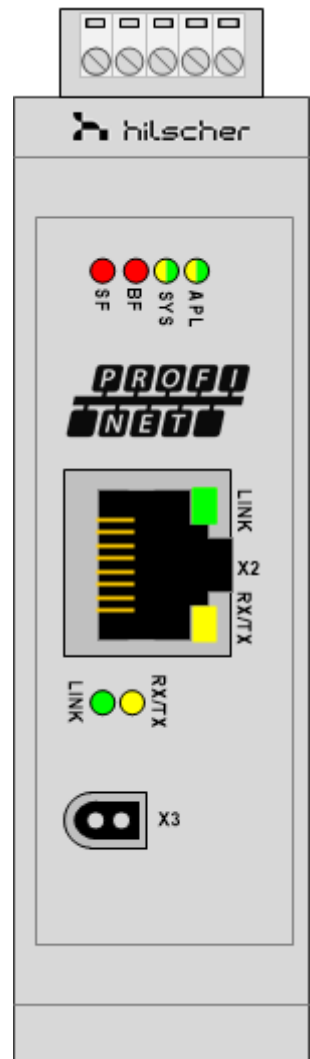 hilscher
SF BF SYS APL
PROFI
NET
LINK
X2
RX/TX
LINK RX/TX
X3